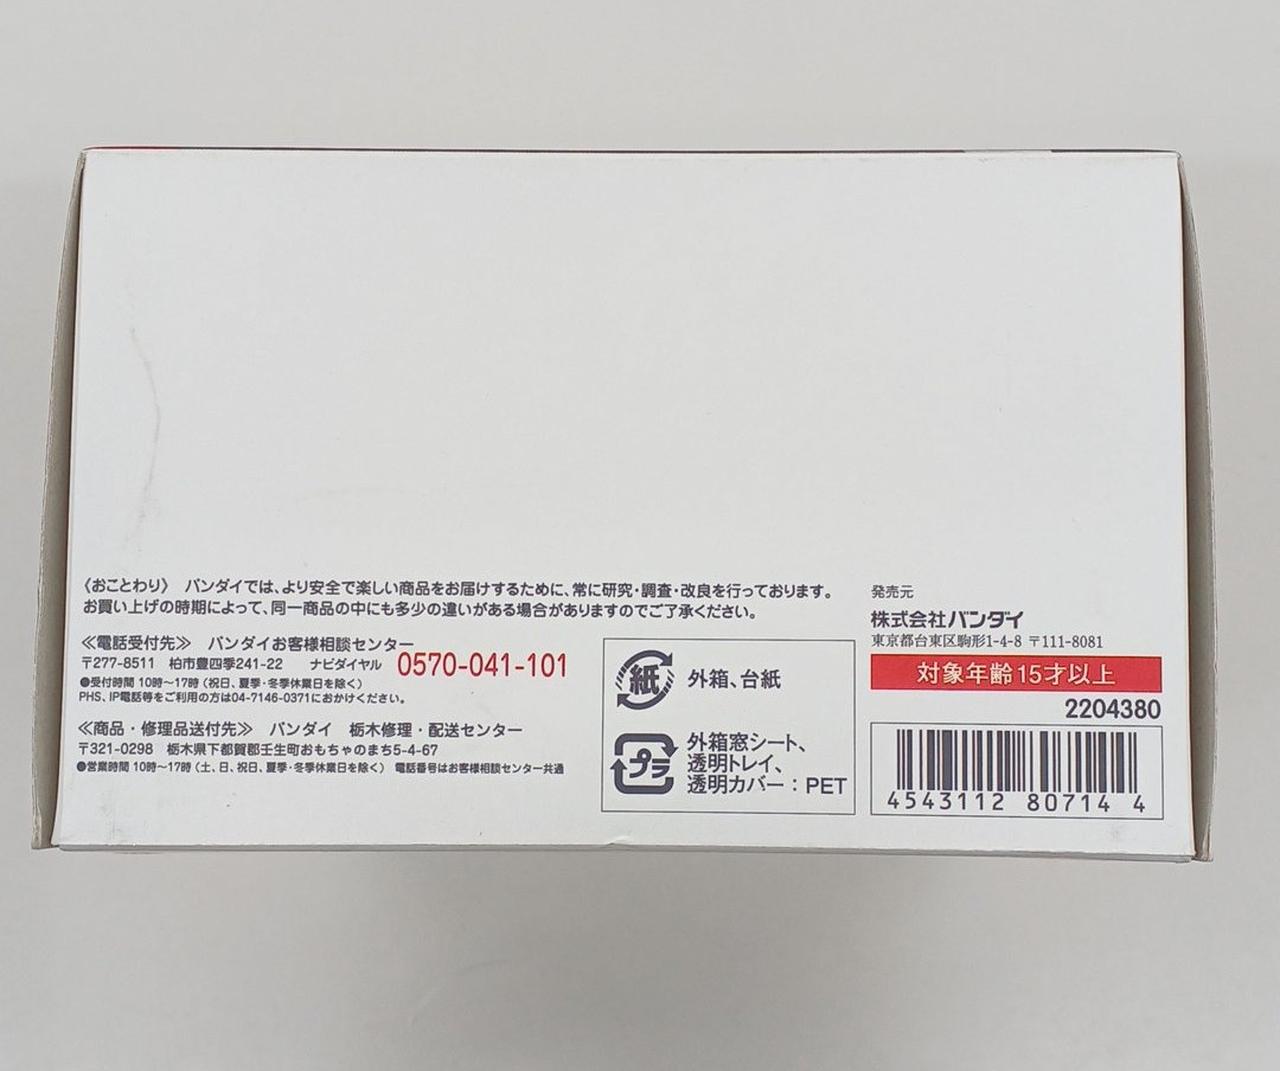 〈おことわり〉 バンダイでは、より安全で楽しい商品をお届けするために、常に研究・調査・改良を行っております。
お買い上げの時期によって、同一商品の中にも多少の違いがある場合がありますのでご了承ください。
≪電話受付先≫ バンダイお客様相談センター
〒277-8511 柏市豊四季241-22 ナビダイヤル 0570-041-101
●受付時間 10時〜17時(祝日、夏季・冬季休業日を除く)
PHS、IP電話等をご利用の方は04-7146-0371におかけください。
≪商品・修理品送付先≫ バンダイ 栃木修理・配送センター
〒321-0298 栃木県下都賀郡壬生町おもちゃのまち5-4-67
●営業時間 10時〜17時(土、日、祝日、夏季・冬季休業日を除く) 電話番号はお客様相談センター共通
紙 外箱、台紙
プラ 外箱窓シート、
透明トレイ、
透明カバー：PET
発売元
株式会社バンダイ
東京都台東区駒形1-4-8 〒111-8081
対象年齢15才以上
2204380
4543112 80714 4